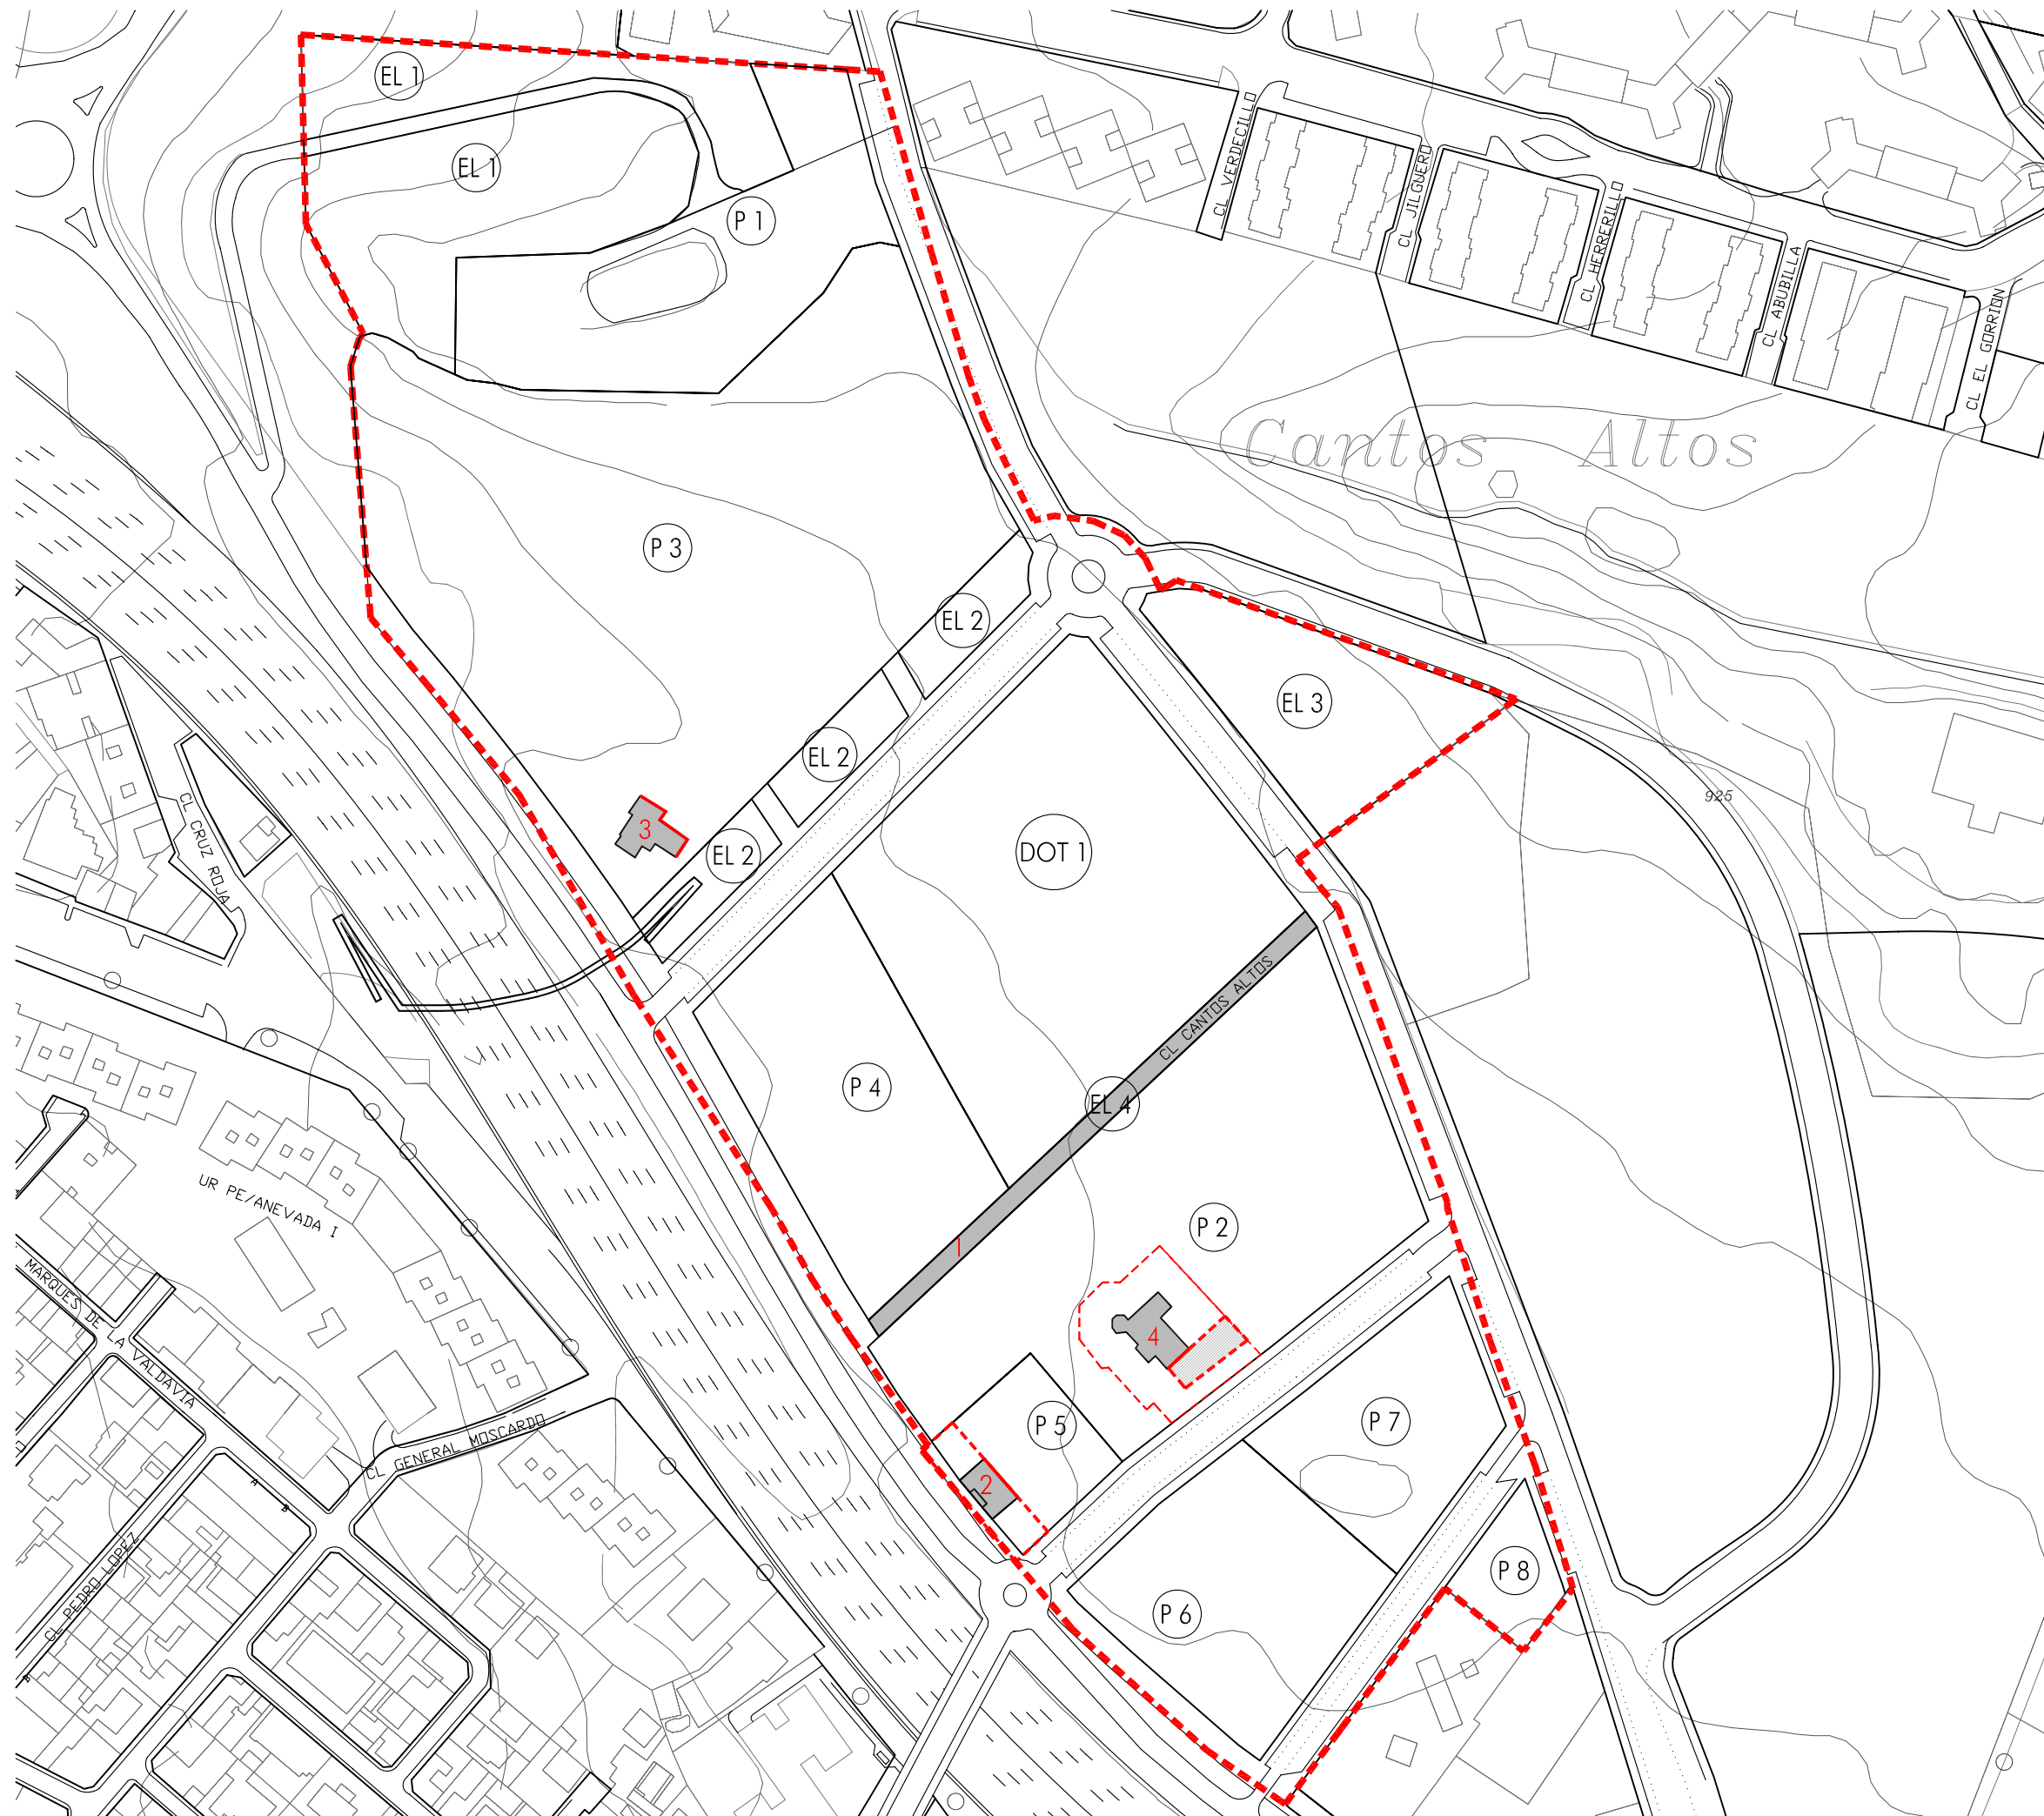 EL 1
EL 1
P 1
CL VERDECILLO
CL JILGUERO
CL HERRERILLO
CL ABUBILLA
CL EL GORRION
Cantos Altos
P 3
EL 2
EL 3
EL 2
925
3
EL 2
DOT 1
CL CRUZ ROJA
CL CANTOS ALTOS
P 4
EL 4
UR PE/ANEVADA I
P 2
1
MARQUES DE LA VALDAVIA
4
P 5
P 7
CL GENERAL MOSCARDO
2
CL PEDRO LOPEZ
P 8
P 6